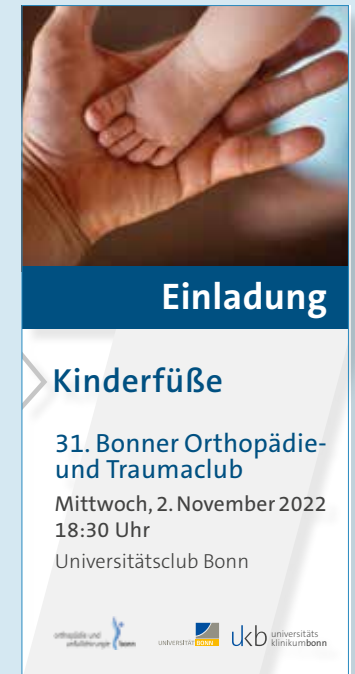 Einladung
Kinderfüße
31. Bonner Orthopädie-
und Traumaclub
Mittwoch, 2. November 2022
18:30 Uhr
Universitätsclub Bonn
orthopädie und
unfallchirurgie bonn
UNIVERSITÄT BONN
ukb universitäts
klinikumbonn